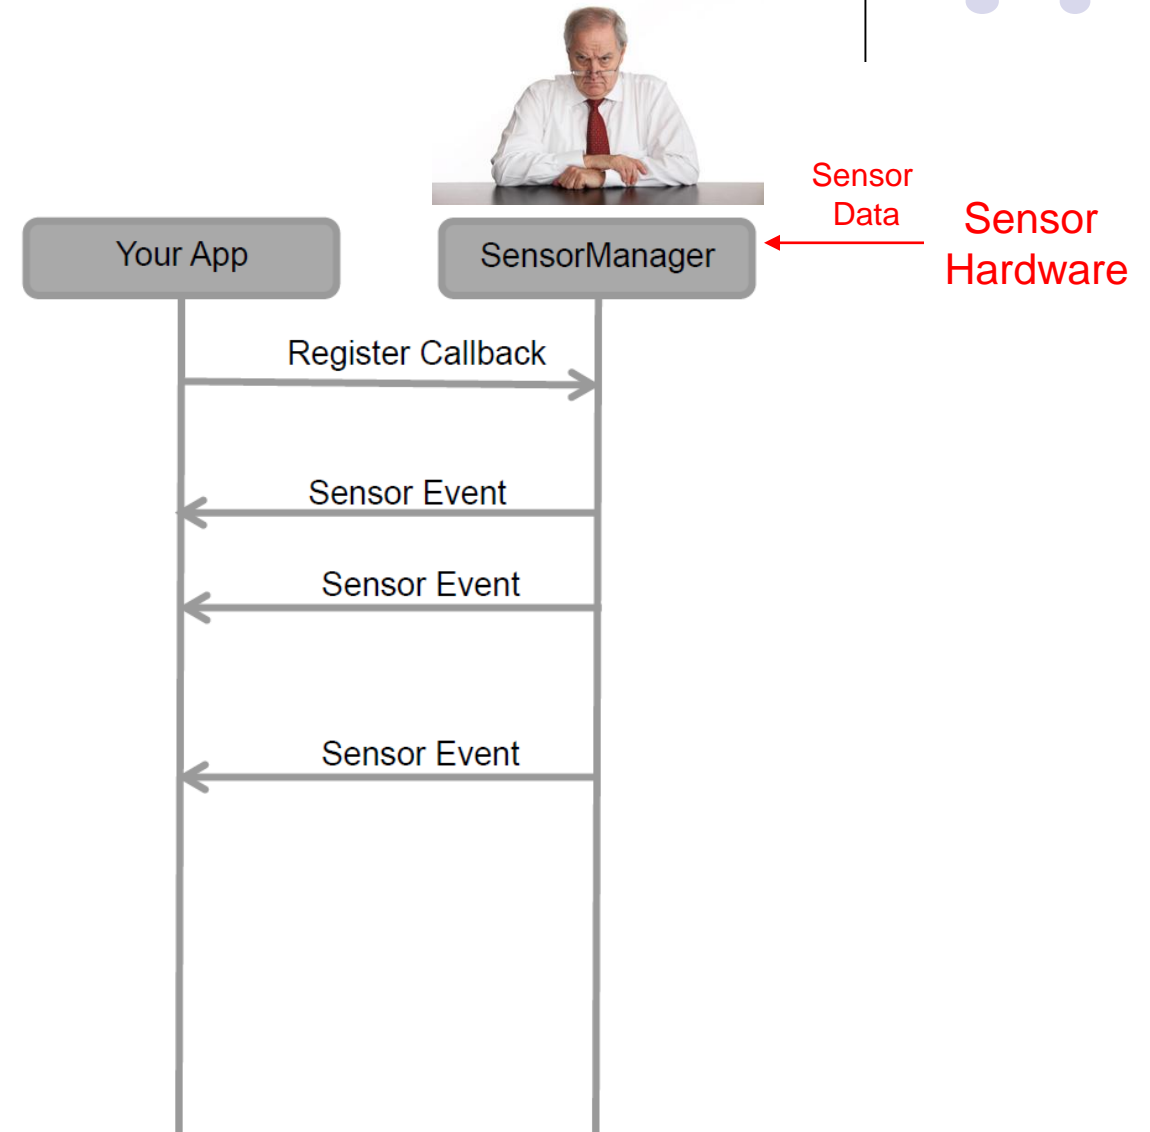 Sensor
Data
Sensor
Hardware
Your App
SensorManager
Register Callback
Sensor Event
Sensor Event
Sensor Event